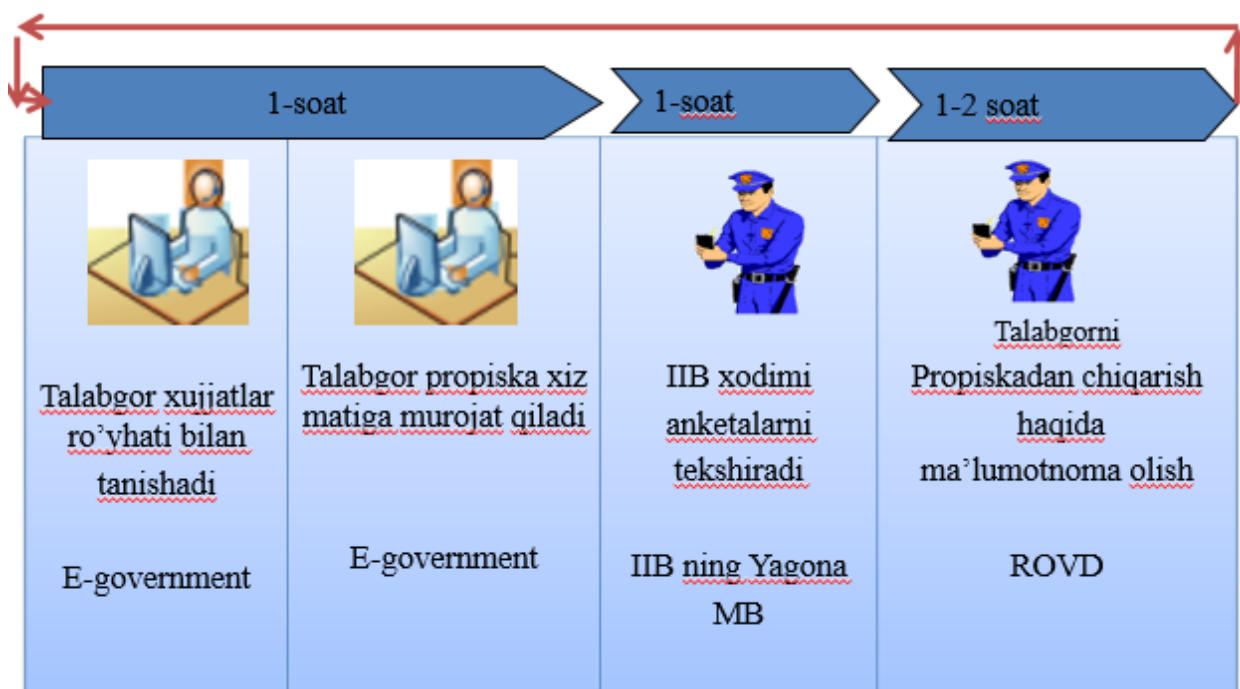 1-soat
1-soat
1-2 soat
Talabgor xujjatlar
ro’yhati bilan
tanishadi
E-government
Talabgor propiska xiz
matiga murojat qiladi
E-government
IIB xodimi
anketalarni
tekshiradi
IIB ning Yagona
MB
Talabgorni
Propiskadan chiqarish
haqida
ma’lumotnoma olish
ROVD